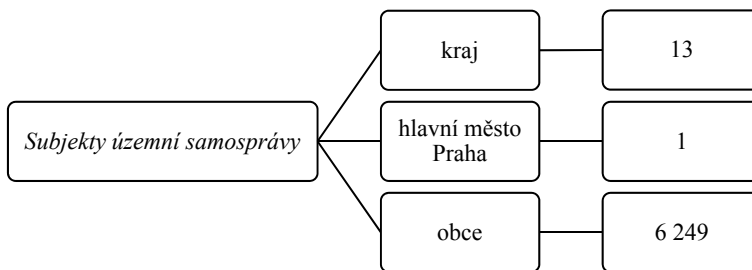 kraj
13
Subjekty územní samosprávy
hlavní město
Praha
1
obce
6 249